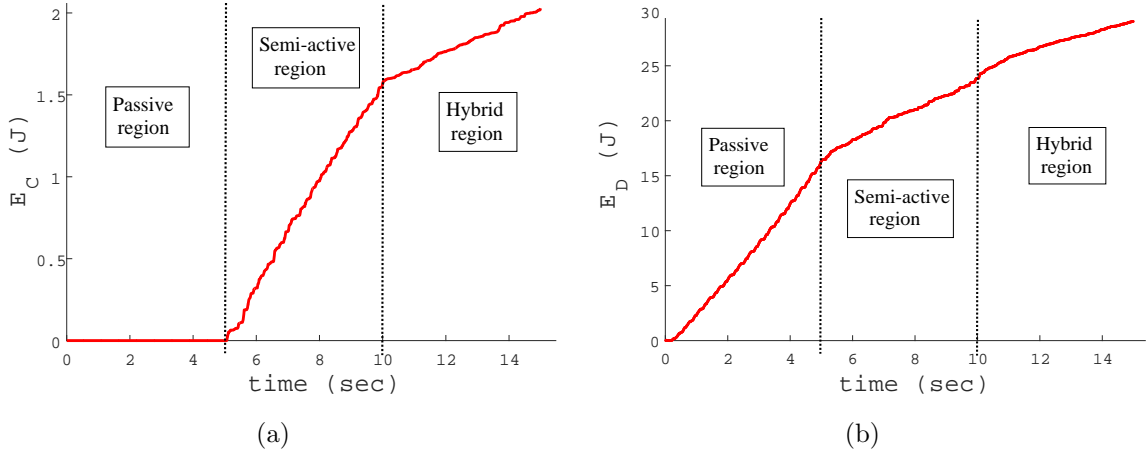 2
1.5
1
0.5
0
E_C (J)
Passive
region
Semi-active
region
Hybrid
region
0 2 4 6 8 10 12 14
time (sec)
(a)
30
25
20
15
10
5
0
E_D (J)
Passive
region
Semi-active
region
Hybrid
region
0 2 4 6 8 10 12 14
time (sec)
(b)